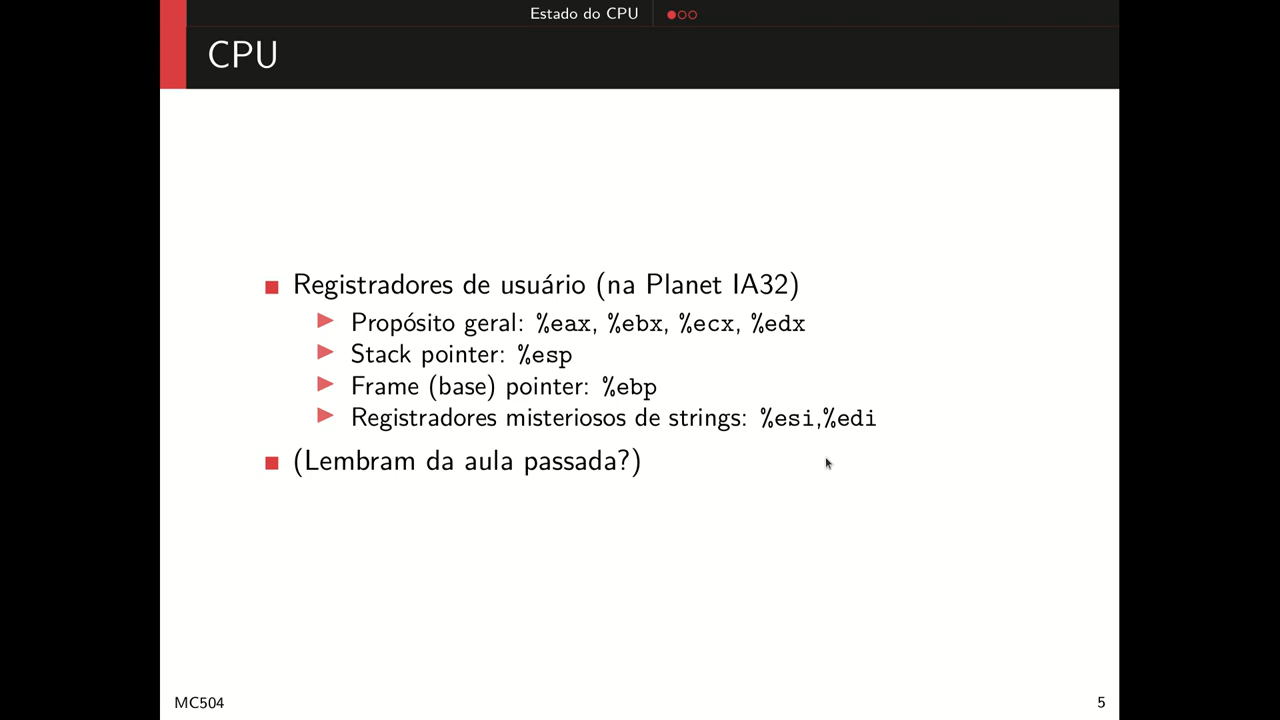 Estado do CPU
CPU
Registradores de usuário (na Planet IA32)
Propósito geral: %eax, %ebx, %ecx, %edx
Stack pointer: %esp
Frame (base) pointer: %ebp
Registradores misteriosos de strings: %esi,%edi
(Lembram da aula passada?)
MC504
5